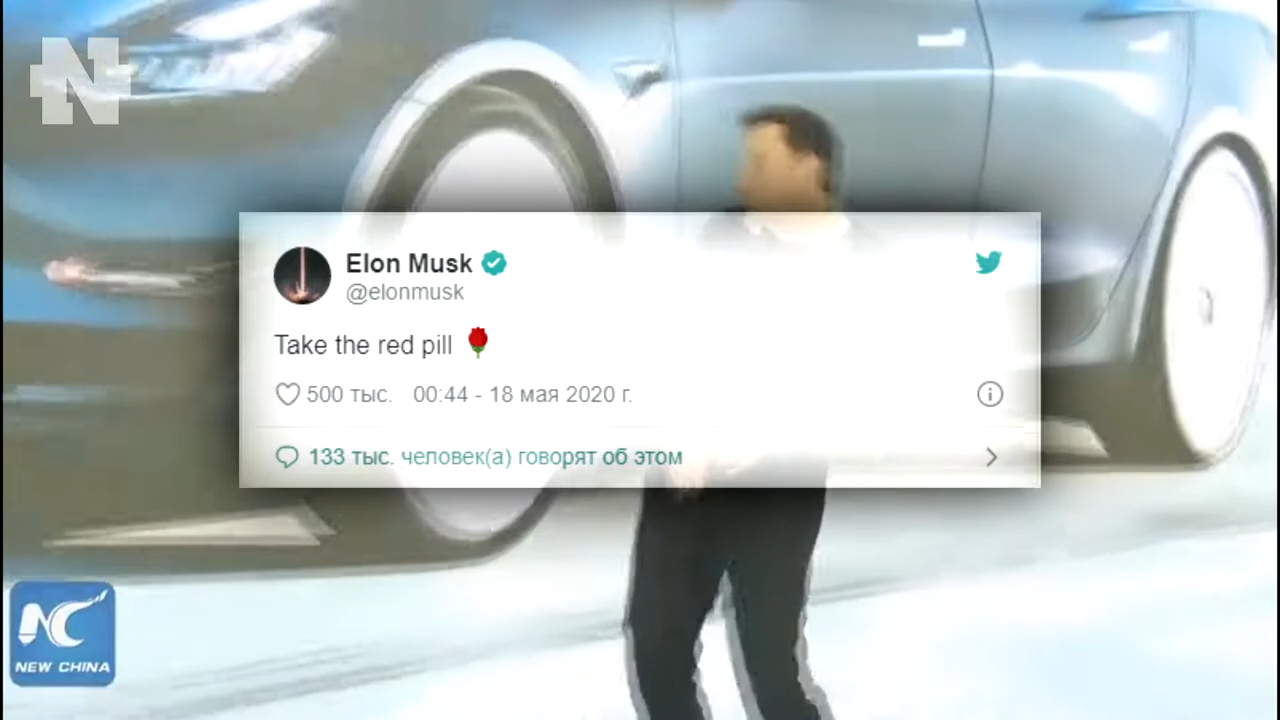 N
Elon Musk
@elonmusk
Take the red pill 🌹
500 тыс. 00:44 - 18 мая 2020 г.
133 тыс. человек(а) говорят об этом
NC
NEW CHINA